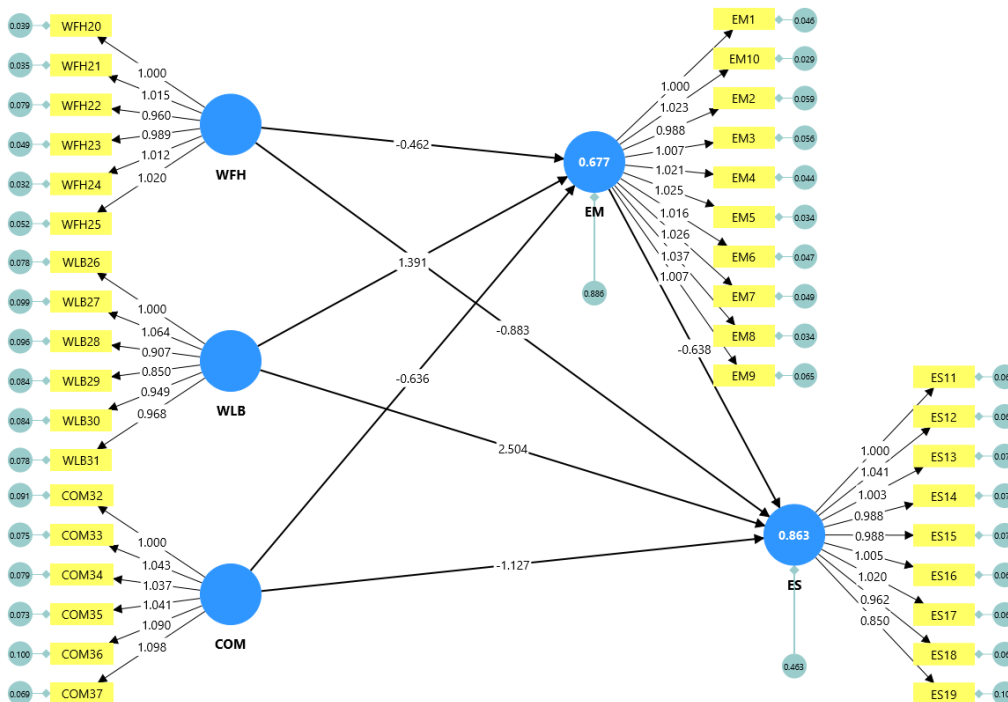 0.039 WFH20
0.035 WFH21
0.079 WFH22
0.049 WFH23
0.032 WFH24
0.052 WFH25
1.000
1.015
0.960
0.989
1.012
1.020
WFH
0.078 WLB26
0.099 WLB27
0.096 WLB28
0.084 WLB29
0.084 WLB30
0.078 WLB31
1.000
1.064
0.907
0.850
0.949
0.968
WLB
0.091 COM32
0.075 COM33
0.079 COM34
0.073 COM35
0.100 COM36
0.069 COM37
1.000
1.043
1.037
1.041
1.090
1.098
COM
-0.462
1.391
-0.636
-0.883
2.504
-1.127
-0.638
0.677
EM
0.886
1.000
1.023
0.988
1.007
1.021
1.025
1.016
1.026
1.037
1.007
EM1 0.046
EM10 0.029
EM2 0.059
EM3 0.056
EM4 0.044
EM5 0.034
EM6 0.047
EM7 0.049
EM8 0.034
EM9 0.065
0.863
ES
0.463
1.000
1.041
1.003
0.988
0.988
1.005
1.020
0.962
0.850
ES11
ES12
ES13
ES14
ES15
ES16
ES17
ES18
ES19